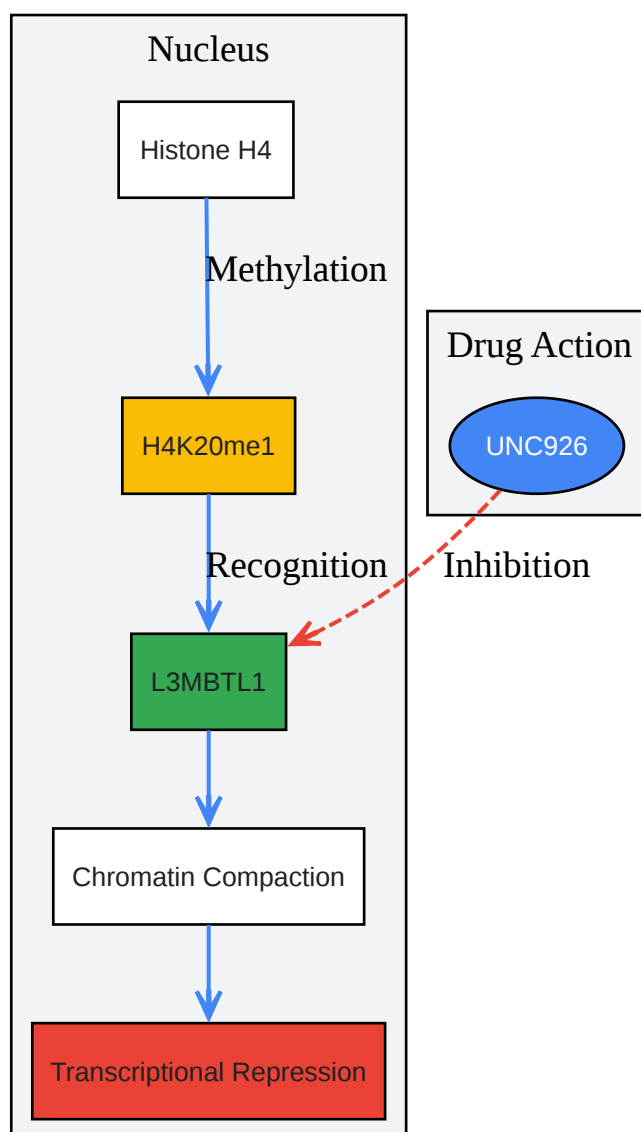 Nucleus
Histone H4
Methylation
Drug Action
H4K20me1
UNC926
Recognition
Inhibition
L3MBTL1
Chromatin Compaction
Transcriptional Repression